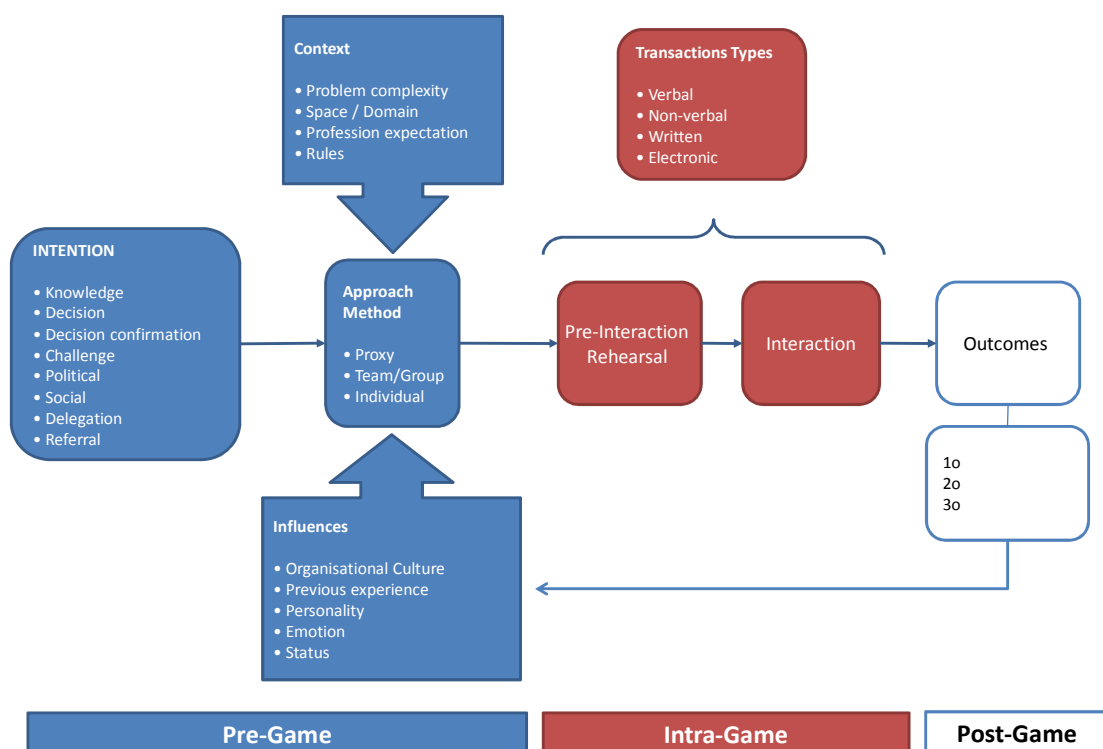 Context
• Problem complexity
• Space / Domain
• Profession expectation
• Rules
Transactions Types
• Verbal
• Non-verbal
• Written
• Electronic
INTENTION
• Knowledge
• Decision
• Decision confirmation
• Challenge
• Political
• Social
• Delegation
• Referral
Approach
Method
• Proxy
• Team/Group
• Individual
Pre-Interaction
Rehearsal
Interaction
Outcomes
1o
2o
3o
Influences
• Organisational Culture
• Previous experience
• Personality
• Emotion
• Status
Pre-Game
Intra-Game
Post-Game